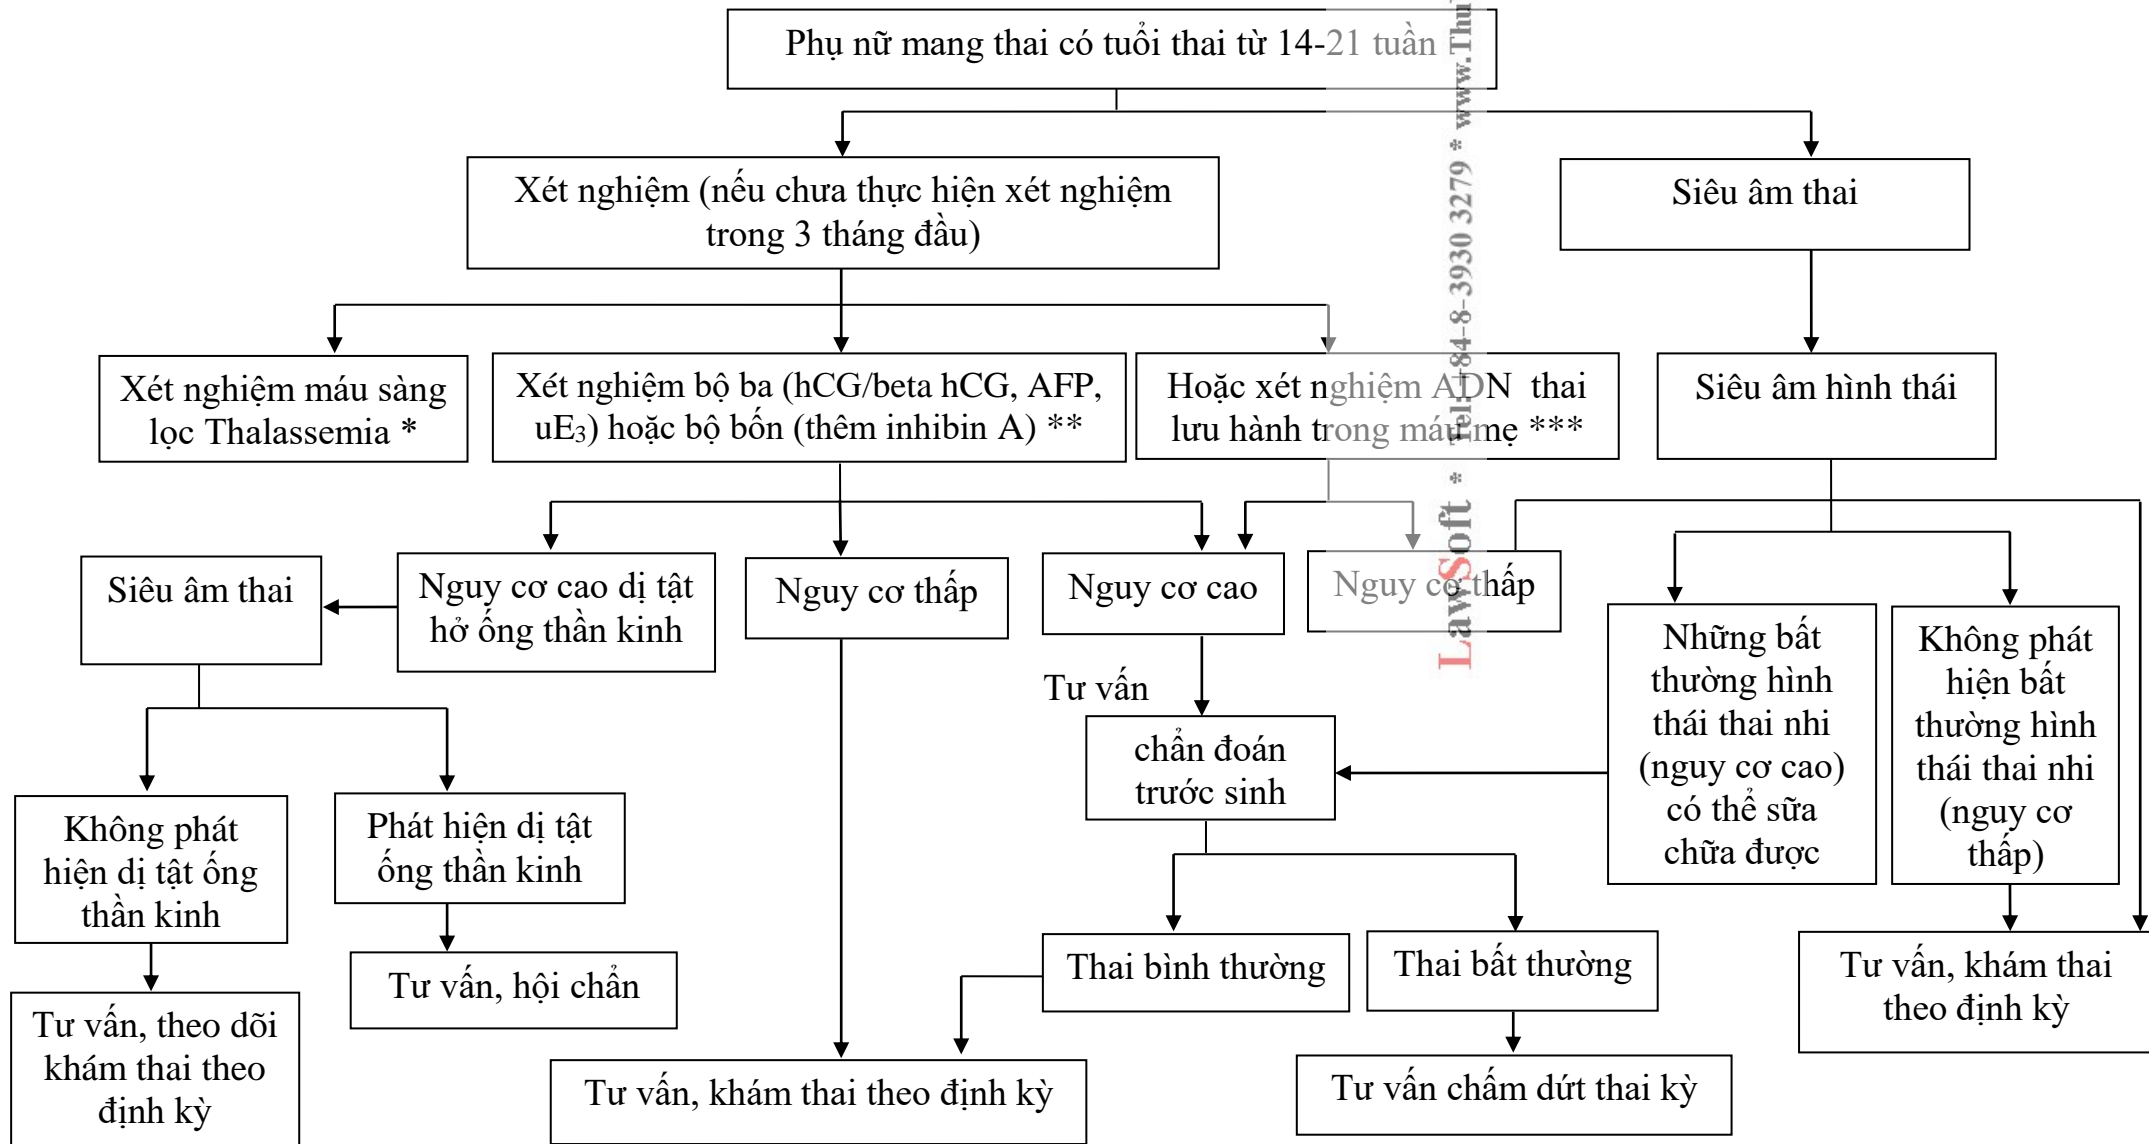 Phụ nữ mang thai có tuổi thai từ 14-21 tuần
Xét nghiệm (nếu chưa thực hiện xét nghiệm
trong 3 tháng đầu)
Siêu âm thai
Xét nghiệm máu sàng
lọc Thalassemia *
Xét nghiệm bộ ba (hCG/beta hCG, AFP,
uE₃) hoặc bộ bốn (thêm inhibin A) **
Hoặc xét nghiệm ADN thai
lưu hành trong máu mẹ ***
Siêu âm hình thái
Siêu âm thai
Nguy cơ cao dị tật
hở ống thần kinh
Nguy cơ thấp
Nguy cơ cao
Nguy cơ thấp
Những bất
thường hình
thái thai nhi
(nguy cơ cao)
có thể sữa
chữa được
Không phát
hiện bất
thường hình
thái thai nhi
(nguy cơ
thấp)
Tư vấn
chẩn đoán
trước sinh
Không phát
hiện dị tật ống
thần kinh
Phát hiện dị tật
ống thần kinh
Tư vấn, hội chẩn
Thai bình thường
Thai bất thường
Tư vấn, khám thai
theo định kỳ
Tư vấn, theo dõi
khám thai theo
định kỳ
Tư vấn, khám thai theo định kỳ
Tư vấn chấm dứt thai kỳ
LawSoft * Tel: +84-8-3930 3279 * www.Thu